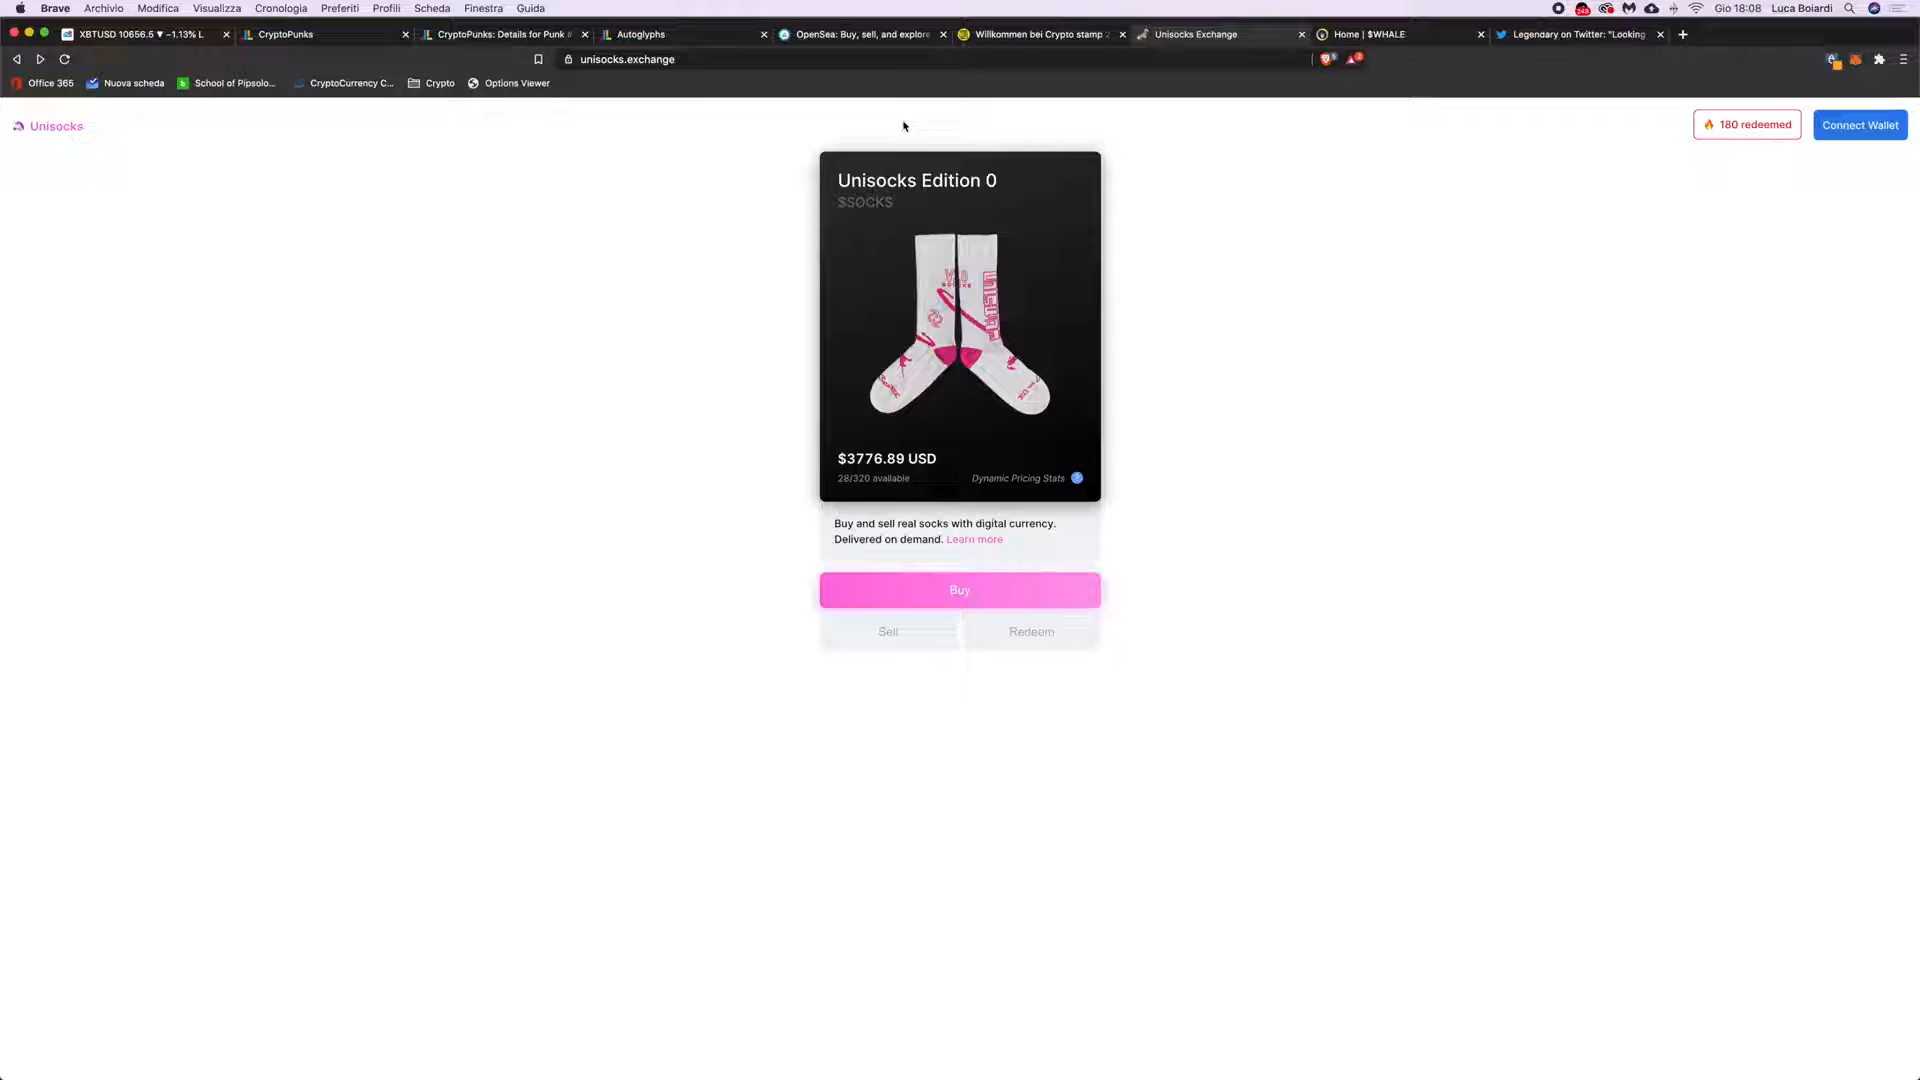 Brave Archivio Modifica Visualizza Cronologia Preferiti Profili Scheda Finestra Guida Gio 18:08 Luca Boiardi
XBTUSD 10656.5 ▼ −1.13% L CryptoPunks CryptoPunks: Details for Punk # Autoglyphs OpenSea: Buy, sell, and explore Willkommen bei Crypto stamp 2 Unisocks Exchange Home | $WHALE Legendary on Twitter: "Looking
unisocks.exchange
Office 365 Nuova scheda School of Pipsolo... CryptoCurrency C... Crypto Options Viewer
Unisocks 180 redeemed Connect Wallet
Unisocks Edition 0
$SOCKS
$3776.89 USD
28/320 available Dynamic Pricing Stats ?
Buy and sell real socks with digital currency.
Delivered on demand. Learn more
Buy
Sell Redeem